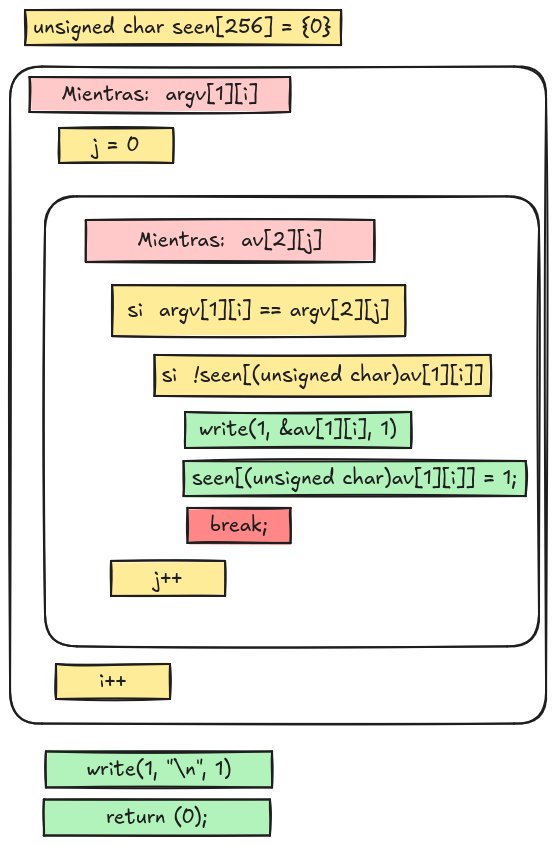 unsigned char seen[256] = {0}
Mientras: argv[1][i]
j = 0
Mientras: av[2][j]
si argv[1][i] == argv[2][j]
si !seen[(unsigned char)av[1][i]]
write(1, &av[1][i], 1)
seen[(unsigned char)av[1][i]] = 1;
break;
j++
i++
write(1, "\n", 1)
return (0);